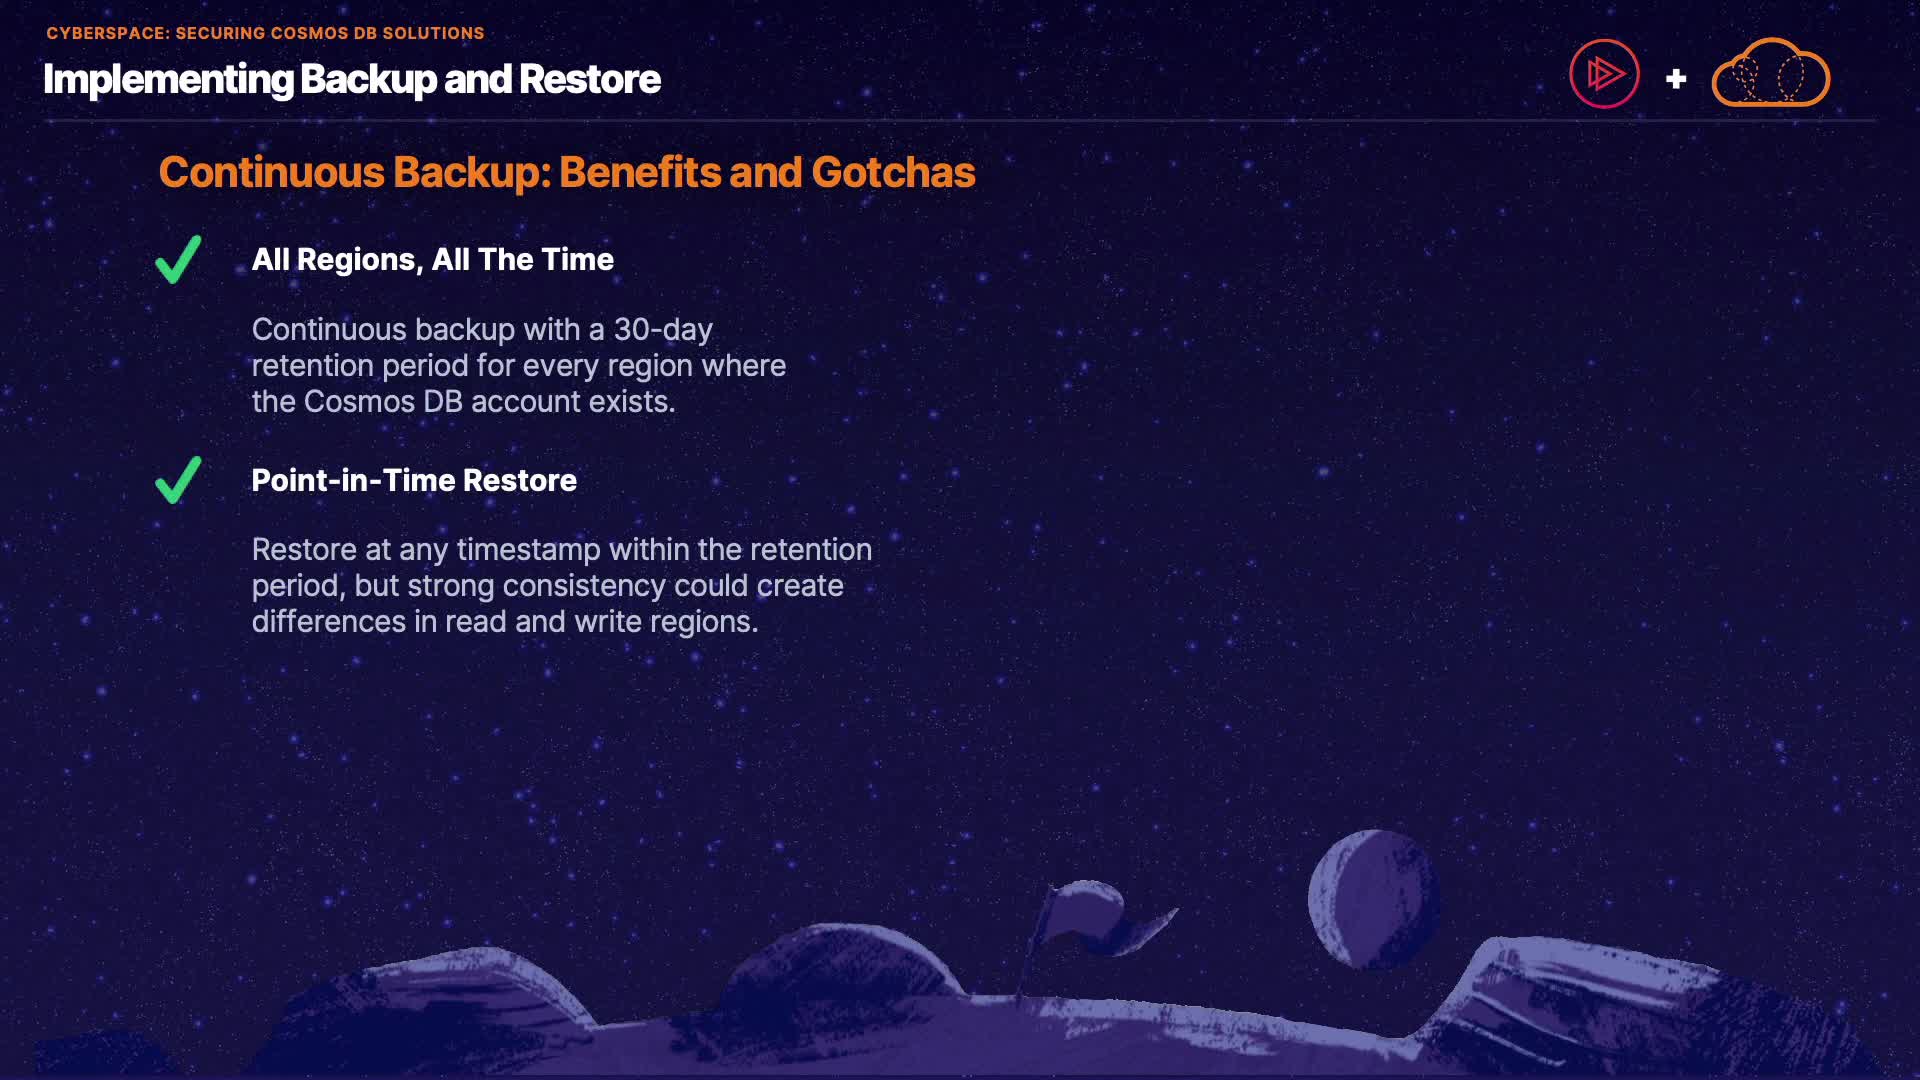 CYBERSPACE: SECURING COSMOS DB SOLUTIONS
Implementing Backup and Restore
+
Continuous Backup: Benefits and Gotchas
All Regions, All The Time
Continuous backup with a 30-day
retention period for every region where
the Cosmos DB account exists.
Point-in-Time Restore
Restore at any timestamp within the retention
period, but strong consistency could create
differences in read and write regions.